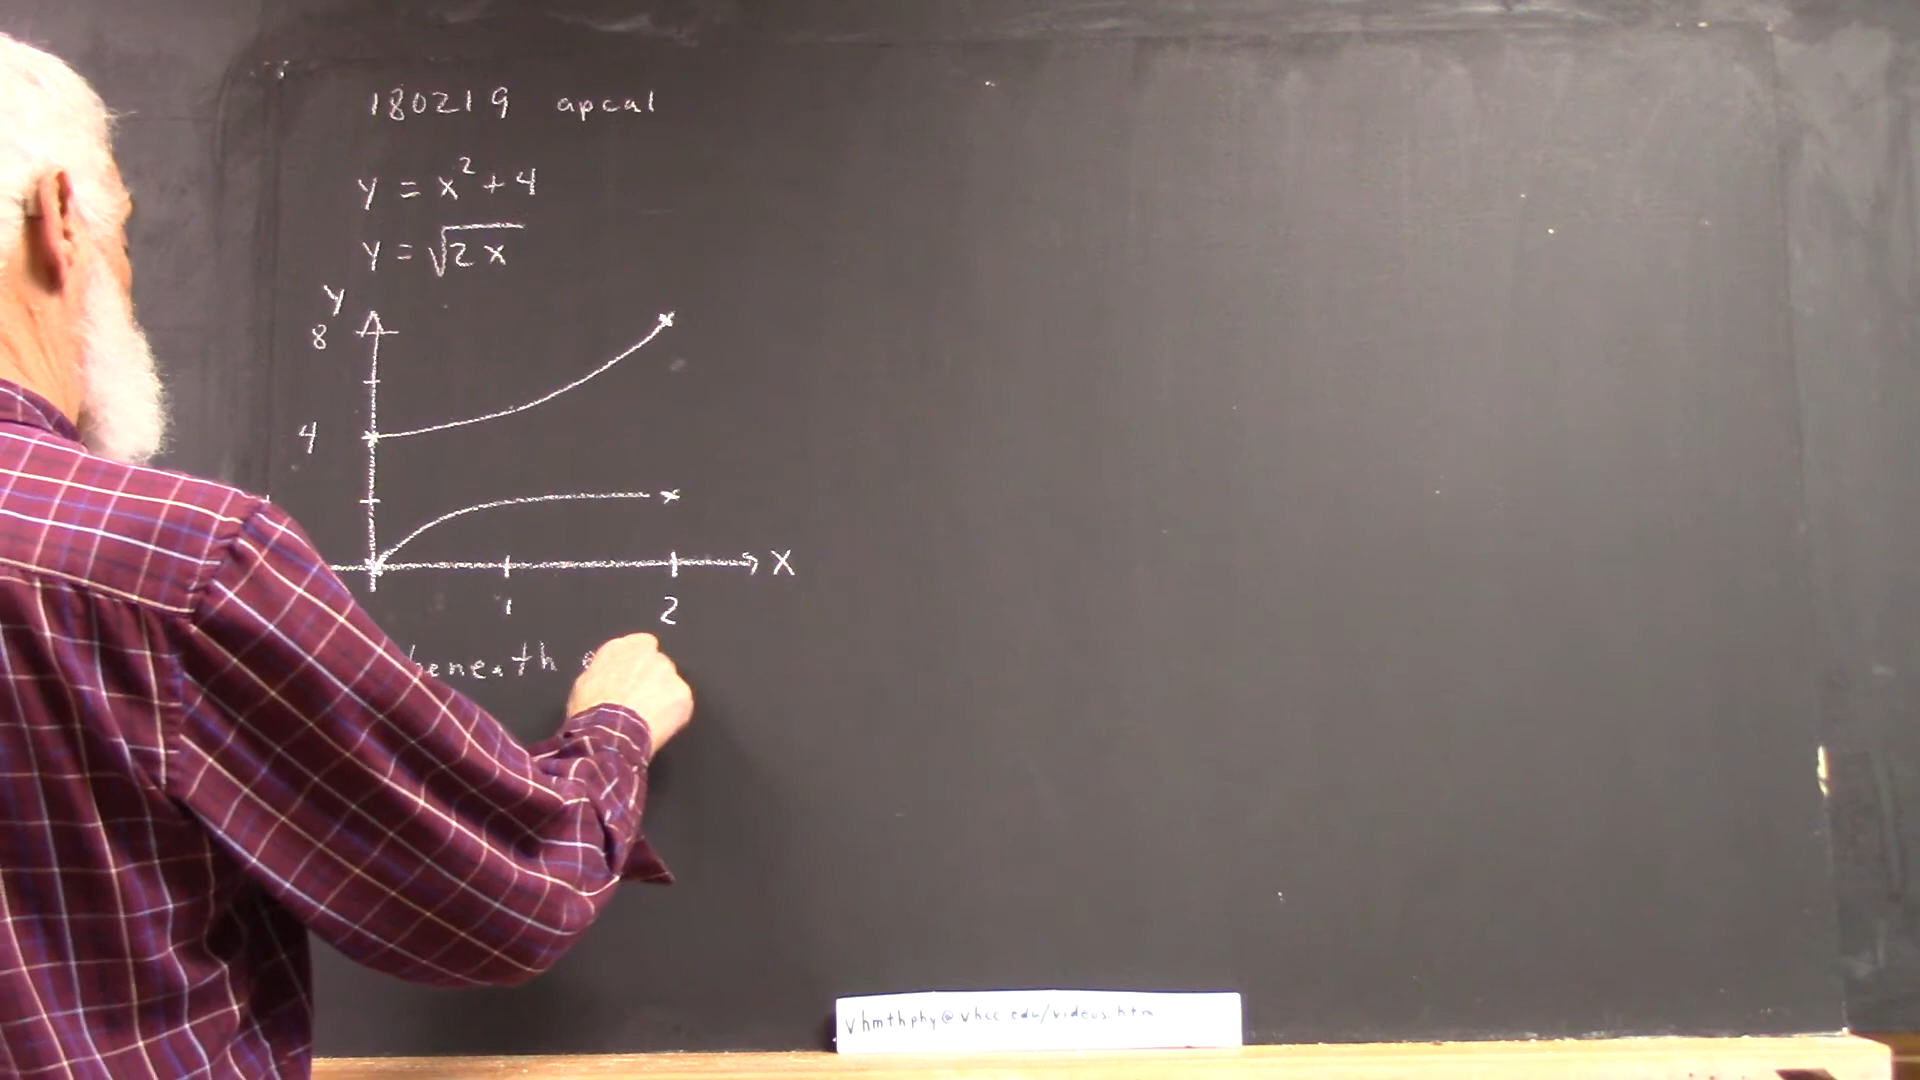 180219 apcal
y = x² + 4
y = √2x
y
8
4
x
1 2
beneath
vhmthphy@vhcc.edu/videos.htm